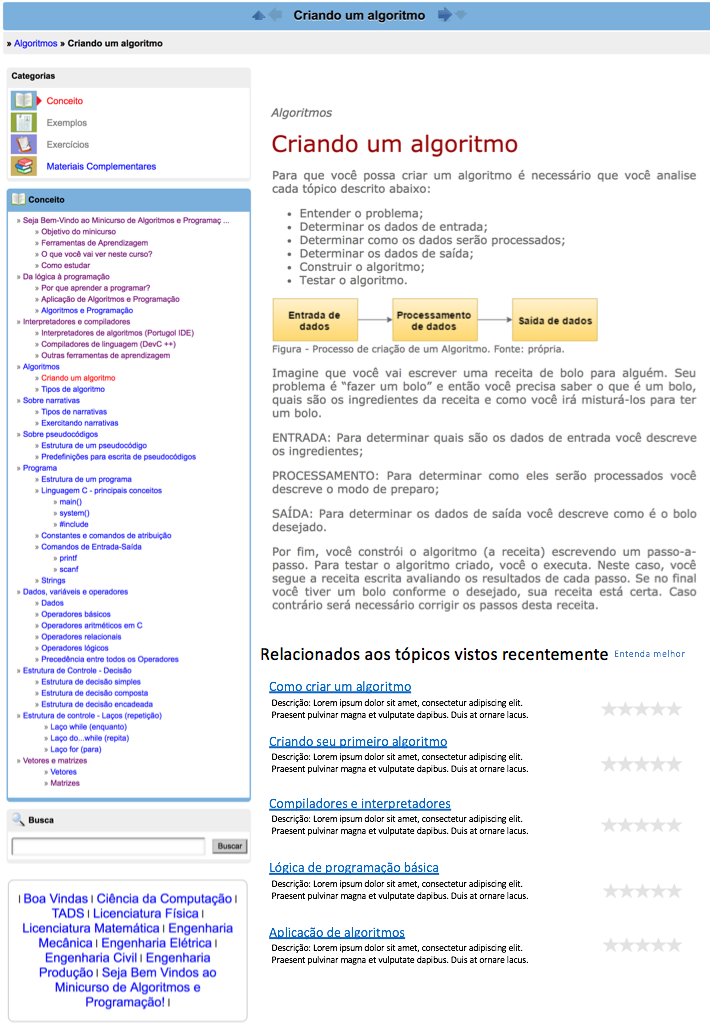 Criando um algoritmo
» Algoritmos » Criando um algoritmo
Categorias
Conceito
Exemplos
Exercícios
Materiais Complementares
Conceito
» Seja Bem-Vindo ao Minicurso de Algoritmos e Programaç ...
» Objetivo do minicurso
» Ferramentas de Aprendizagem
» O que você vai ver neste curso?
» Como estudar
» Da lógica à programação
» Por que aprender a programar?
» Aplicação de Algoritmos e Programação
» Algoritmos e Programação
» Interpretadores e compiladores
» Interpretadores de algoritmos (Portugol IDE)
» Compiladores de linguagem (DevC ++)
» Outras ferramentas de aprendizagem
» Algoritmos
» Criando um algoritmo
» Tipos de algoritmo
» Sobre narrativas
» Tipos de narrativas
» Exercitando narrativas
» Sobre pseudocódigos
» Estrutura de um pseudocódigo
» Predefinições para escrita de pseudocódigos
» Programa
» Estrutura de um programa
» Linguagem C - principais conceitos
» main()
» system()
» #include
» Constantes e comandos de atribuição
» Comandos de Entrada-Saída
» printf
» scanf
» Strings
» Dados, variáveis e operadores
» Dados
» Operadores básicos
» Operadores aritméticos em C
» Operadores relacionais
» Operadores lógicos
» Precedência entre todos os Operadores
» Estrutura de Controle - Decisão
» Estrutura de decisão simples
» Estrutura de decisão composta
» Estrutura de decisão encadeada
» Estrutura de controle - Laços (repetição)
» Laço while (enquanto)
» Laço do...while (repita)
» Laço for (para)
» Vetores e matrizes
» Vetores
» Matrizes
Busca
Buscar
I Boa Vindas I Ciência da Computação I
TADS I Licenciatura Física I
Licenciatura Matemática I Engenharia
Mecânica I Engenharia Elétrica I
Engenharia Civil I Engenharia
Produção I Seja Bem Vindos ao
Minicurso de Algoritmos e
Programação! I
Algoritmos
Criando um algoritmo
Para que você possa criar um algoritmo é necessário que você analise
cada tópico descrito abaixo:
• Entender o problema;
• Determinar os dados de entrada;
• Determinar como os dados serão processados;
• Determinar os dados de saída;
• Construir o algoritmo;
• Testar o algoritmo.
Entrada de
dados
Processamento
de dados
Saída de dados
Figura - Processo de criação de um Algoritmo. Fonte: própria.
Imagine que você vai escrever uma receita de bolo para alguém. Seu
problema é “fazer um bolo” e então você precisa saber o que é um bolo,
quais são os ingredientes da receita e como você irá misturá-los para ter
um bolo.
ENTRADA: Para determinar quais são os dados de entrada você descreve
os ingredientes;
PROCESSAMENTO: Para determinar como eles serão processados você
descreve o modo de preparo;
SAÍDA: Para determinar os dados de saída você descreve como é o bolo
desejado.
Por fim, você constrói o algoritmo (a receita) escrevendo um passo-a-
passo. Para testar o algoritmo criado, você o executa. Neste caso, você
segue a receita escrita avaliando os resultados de cada passo. Se no final
você tiver um bolo conforme o desejado, sua receita está certa. Caso
contrário será necessário corrigir os passos desta receita.
Relacionados aos tópicos vistos recentemente Entenda melhor
Como criar um algoritmo
Descrição: Lorem ipsum dolor sit amet, consectetur adipiscing elit.
Praesent pulvinar magna et vulputate dapibus. Duis at ornare lacus.
Criando seu primeiro algoritmo
Descrição: Lorem ipsum dolor sit amet, consectetur adipiscing elit.
Praesent pulvinar magna et vulputate dapibus. Duis at ornare lacus.
Compiladores e interpretadores
Descrição: Lorem ipsum dolor sit amet, consectetur adipiscing elit.
Praesent pulvinar magna et vulputate dapibus. Duis at ornare lacus.
Lógica de programação básica
Descrição: Lorem ipsum dolor sit amet, consectetur adipiscing elit.
Praesent pulvinar magna et vulputate dapibus. Duis at ornare lacus.
Aplicação de algoritmos
Descrição: Lorem ipsum dolor sit amet, consectetur adipiscing elit.
Praesent pulvinar magna et vulputate dapibus. Duis at ornare lacus.